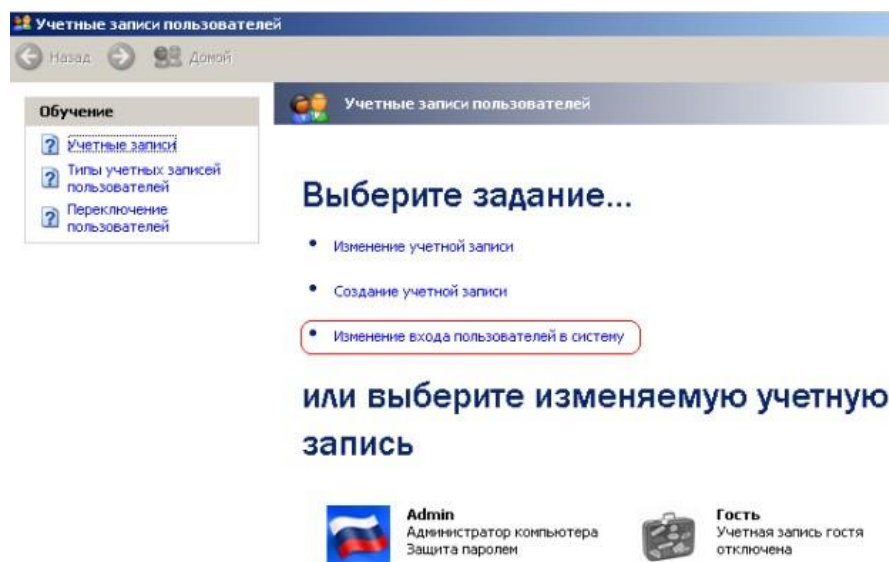 Учетные записи пользователей
Назад Домой
Обучение
Учетные записи
Типы учетных записей
пользователей
Переключение
пользователей
Учетные записи пользователей
Выберите задание...
Изменение учетной записи
Создание учетной записи
Изменение входа пользователей в систему
или выберите изменяемую учетную
запись
Admin
Администратор компьютера
Защита паролем
Гость
Учетная запись гостя
отключена